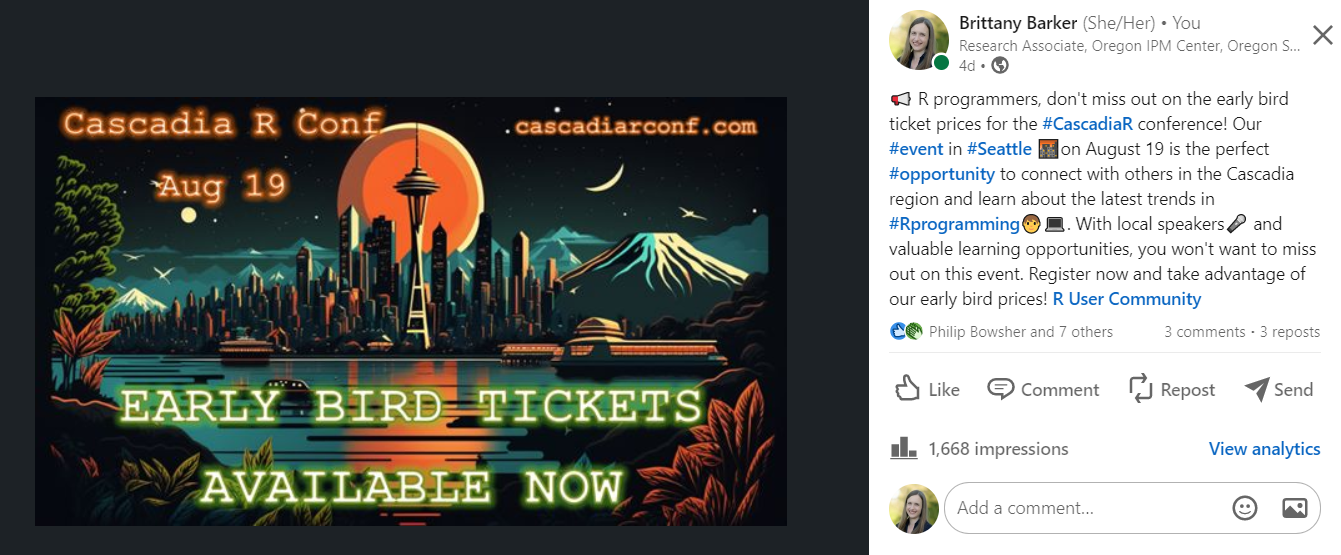 Cascadia R Conf
cascadiarconf.com
Aug 19
EARLY BIRD TICKETS
AVAILABLE NOW
Brittany Barker (She/Her) • You
Research Associate, Oregon IPM Center, Oregon S...
4d •
📢 R programmers, don't miss out on the early bird
ticket prices for the #CascadiaR conference! Our
#event in #Seattle 🌆on August 19 is the perfect
#opportunity to connect with others in the Cascadia
region and learn about the latest trends in
#Rprogramming🧑‍💻. With local speakers🎤 and
valuable learning opportunities, you won't want to miss
out on this event. Register now and take advantage of
our early bird prices! R User Community
Philip Bowsher and 7 others 3 comments • 3 reposts
Like Comment Repost Send
1,668 impressions View analytics
Add a comment...